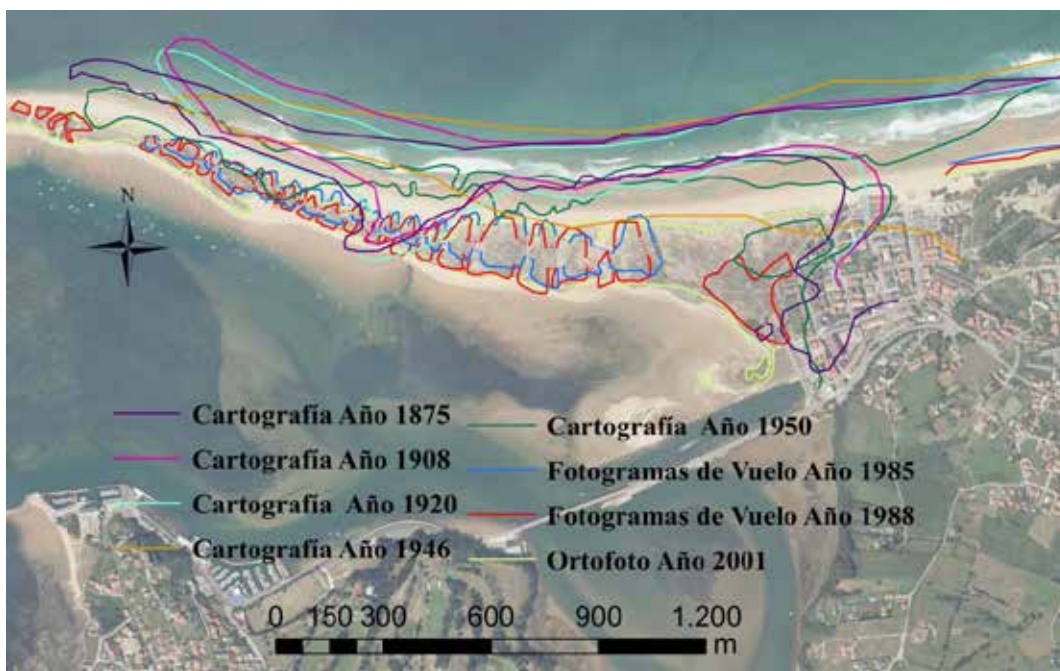 N
Cartografía Año 1875
Cartografía Año 1908
Cartografía Año 1920
Cartografía Año 1946
Cartografía Año 1950
Fotogramas de Vuelo Año 1985
Fotogramas de Vuelo Año 1988
Ortofoto Año 2001
0 150 300 600 900 1.200
m